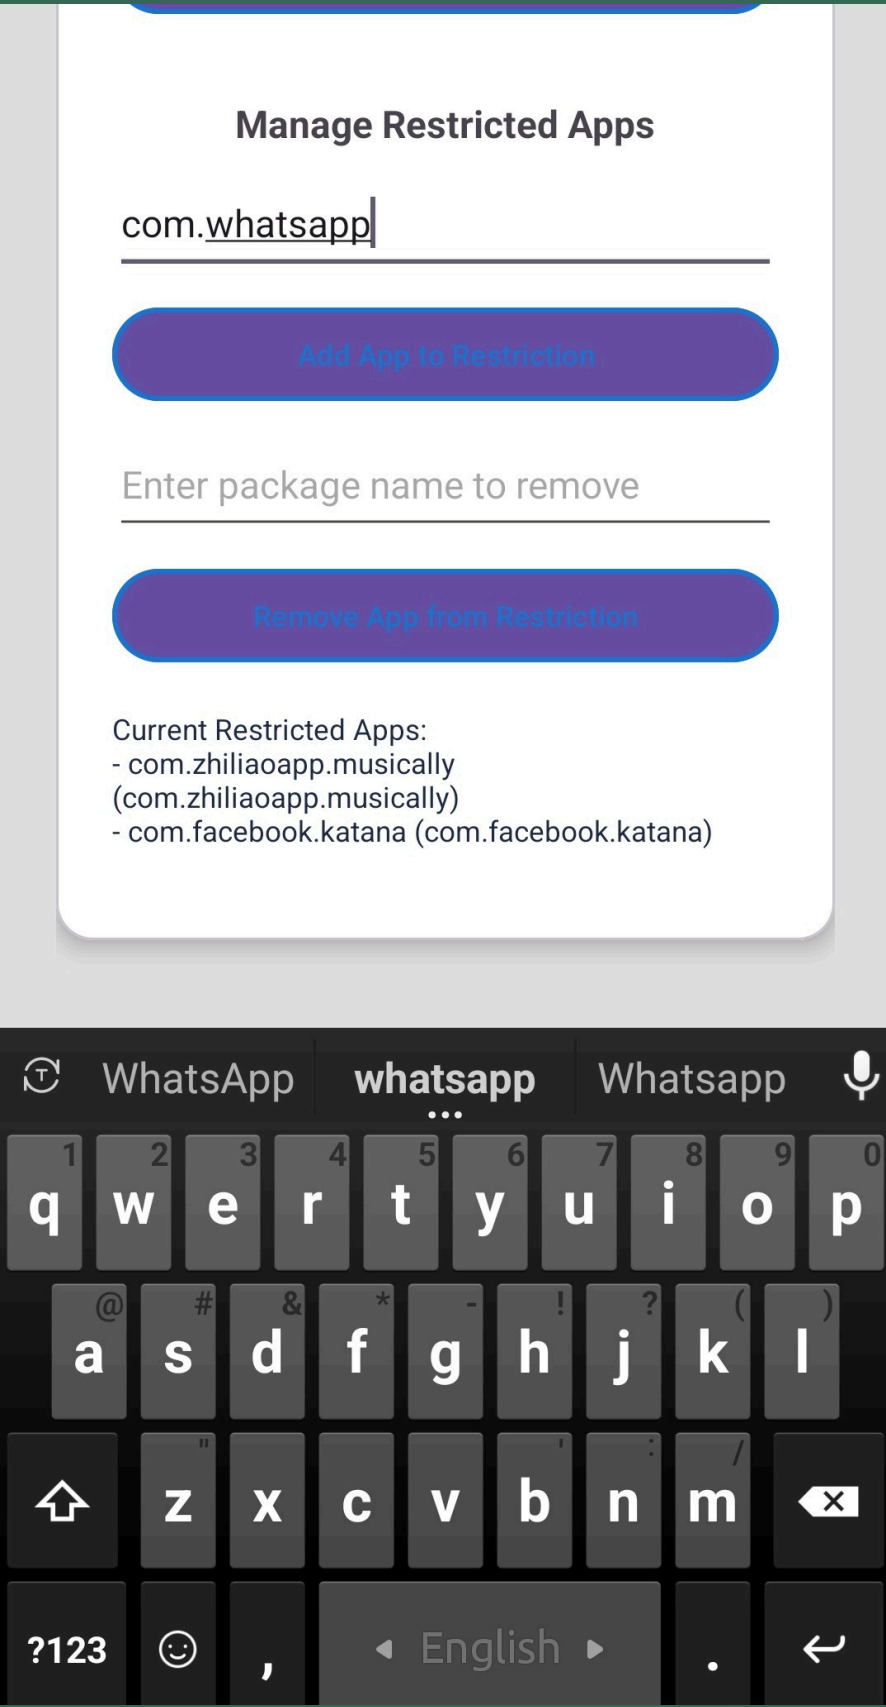 Manage Restricted Apps
com.whatsapp
Add App to Restriction
Enter package name to remove
Remove App from Restriction
Current Restricted Apps:
- com.zhiliaoapp.musically
(com.zhiliaoapp.musically)
- com.facebook.katana (com.facebook.katana)
T WhatsApp whatsapp Whatsapp
1 2 3 4 5 6 7 8 9 0
q w e r t y u i o p
@ # & * - ! ? ( )
a s d f g h j k l
" ' : /
z x c v b n m
?123 , English .